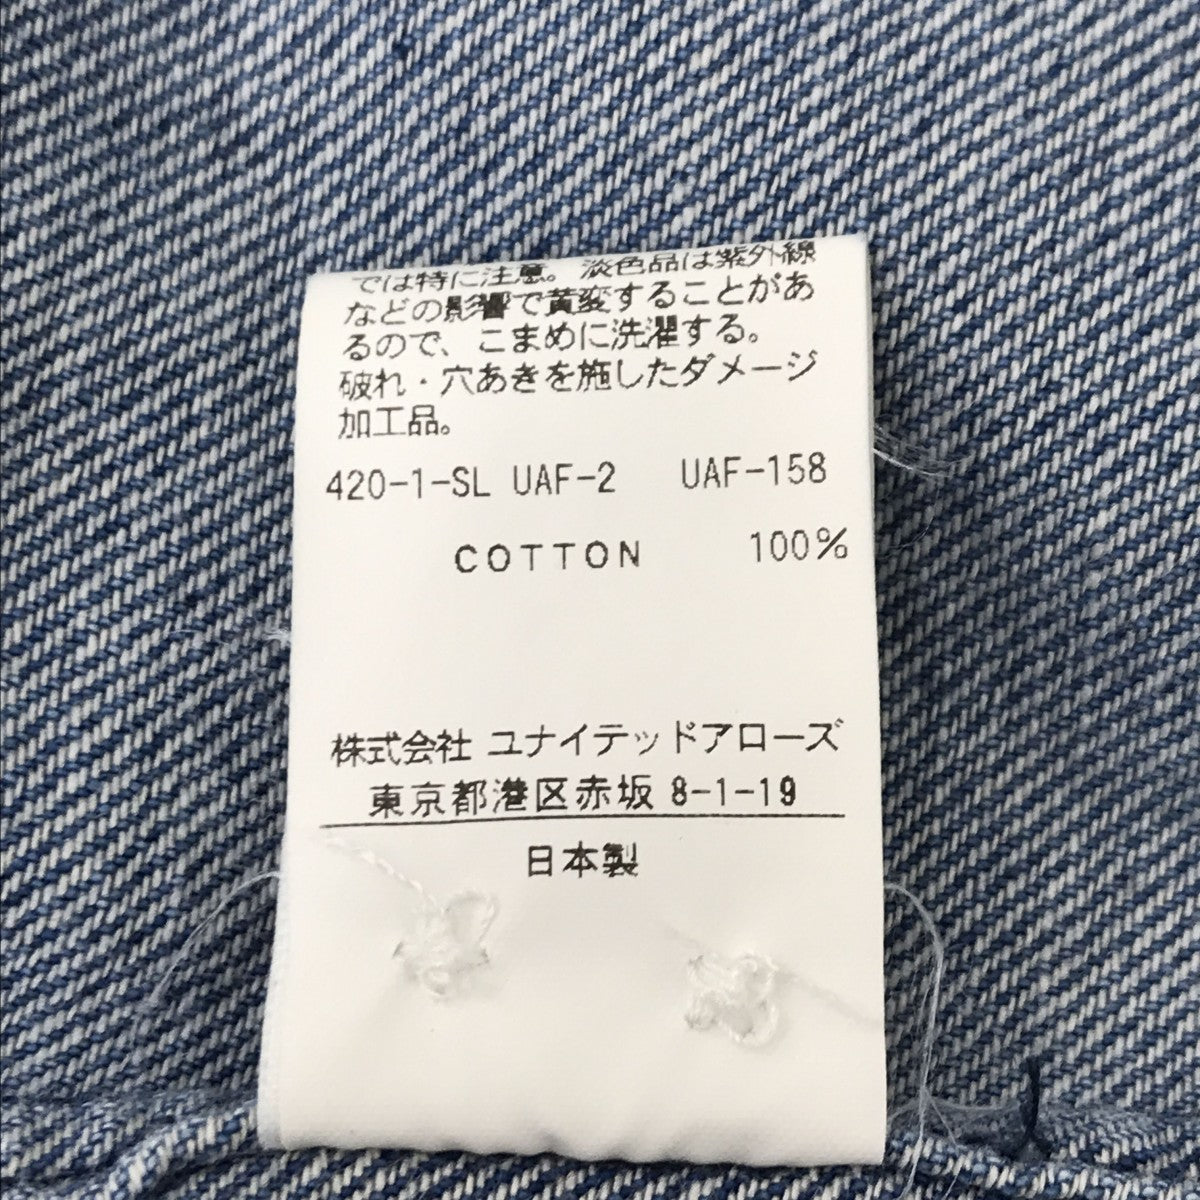 では特に注意。淡色品は紫外線
などの影響で黄変することがあ
るので、こまめに洗濯する。
破れ・穴あきを施したダメージ
加工品。
420-1-SL UAF-2 UAF-158
COTTON 100%
株式会社 ユナイテッドアローズ
東京都港区赤坂 8-1-19
日本製